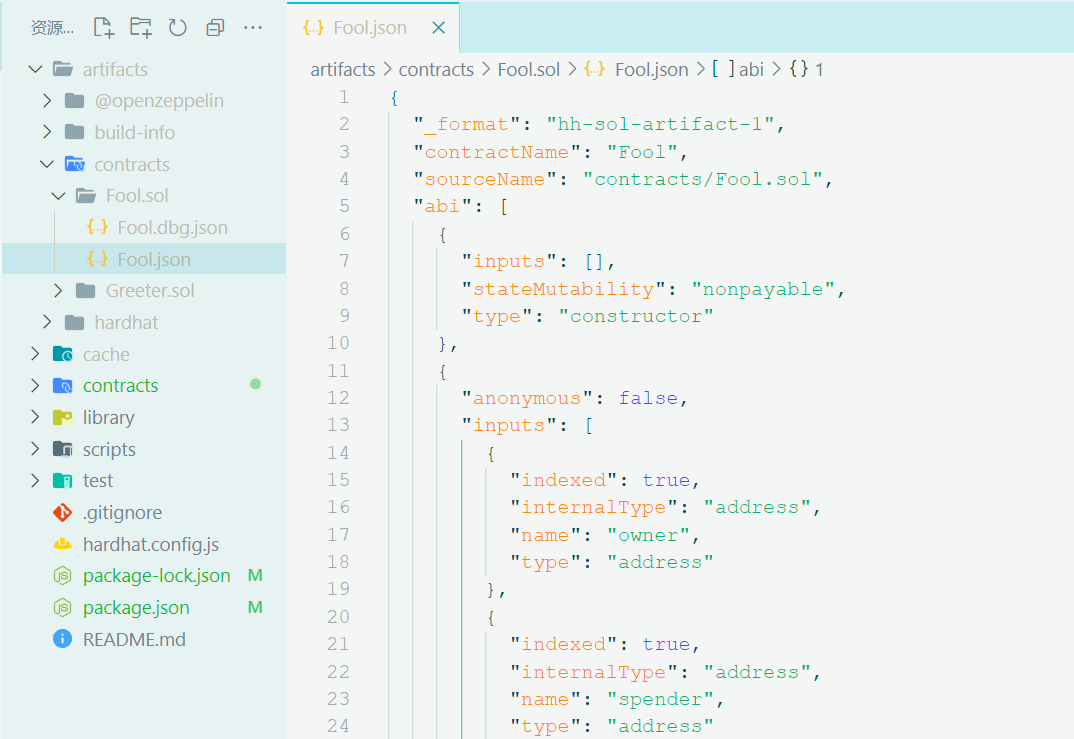 资源...
artifacts
@openzeppelin
build-info
contracts
Fool.sol
{..} Fool.dbg.json
{..} Fool.json
Greeter.sol
hardhat
cache
contracts
library
scripts
test
.gitignore
hardhat.config.js
JS package-lock.json M
JS package.json M
i README.md
{..} Fool.json
artifacts > contracts > Fool.sol > {..} Fool.json > [ ] abi > {} 1
1 {
2 "_format": "hh-sol-artifact-1",
3 "contractName": "Fool",
4 "sourceName": "contracts/Fool.sol",
5 "abi": [
6 {
7 "inputs": [],
8 "stateMutability": "nonpayable",
9 "type": "constructor"
10 },
11 {
12 "anonymous": false,
13 "inputs": [
14 {
15 "indexed": true,
16 "internalType": "address",
17 "name": "owner",
18 "type": "address"
19 },
20 {
21 "indexed": true,
22 "internalType": "address",
23 "name": "spender",
24 "type": "address"